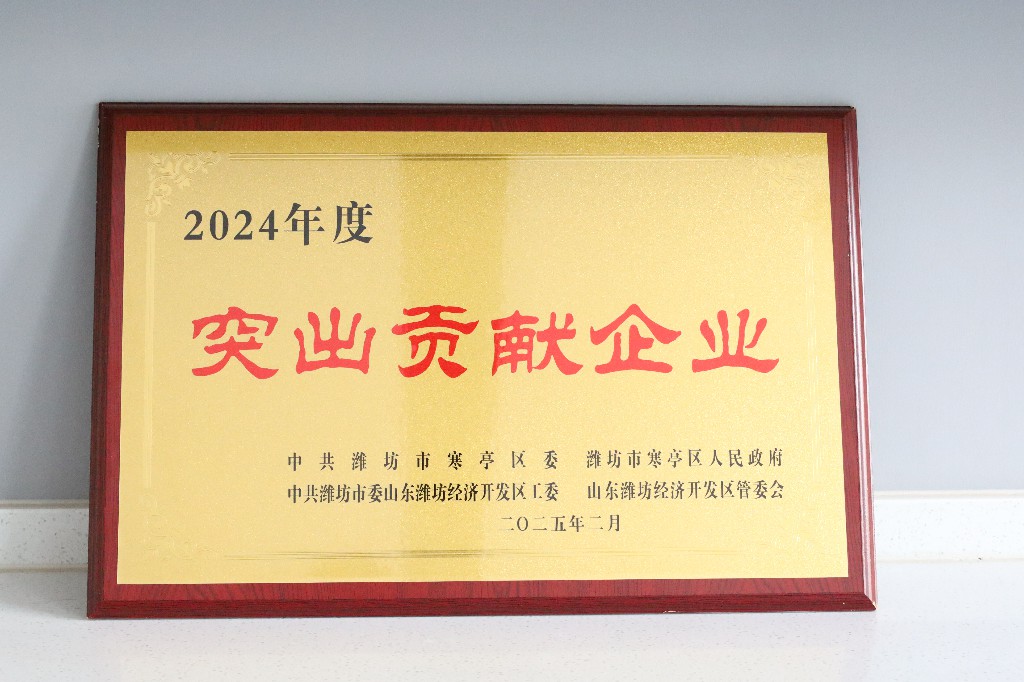 2024年度
突出贡献企业
中共潍坊市寒亭区委 潍坊市寒亭区人民政府
中共潍坊市委山东潍坊经济开发区工委 山东潍坊经济开发区管委会
二〇二五年二月